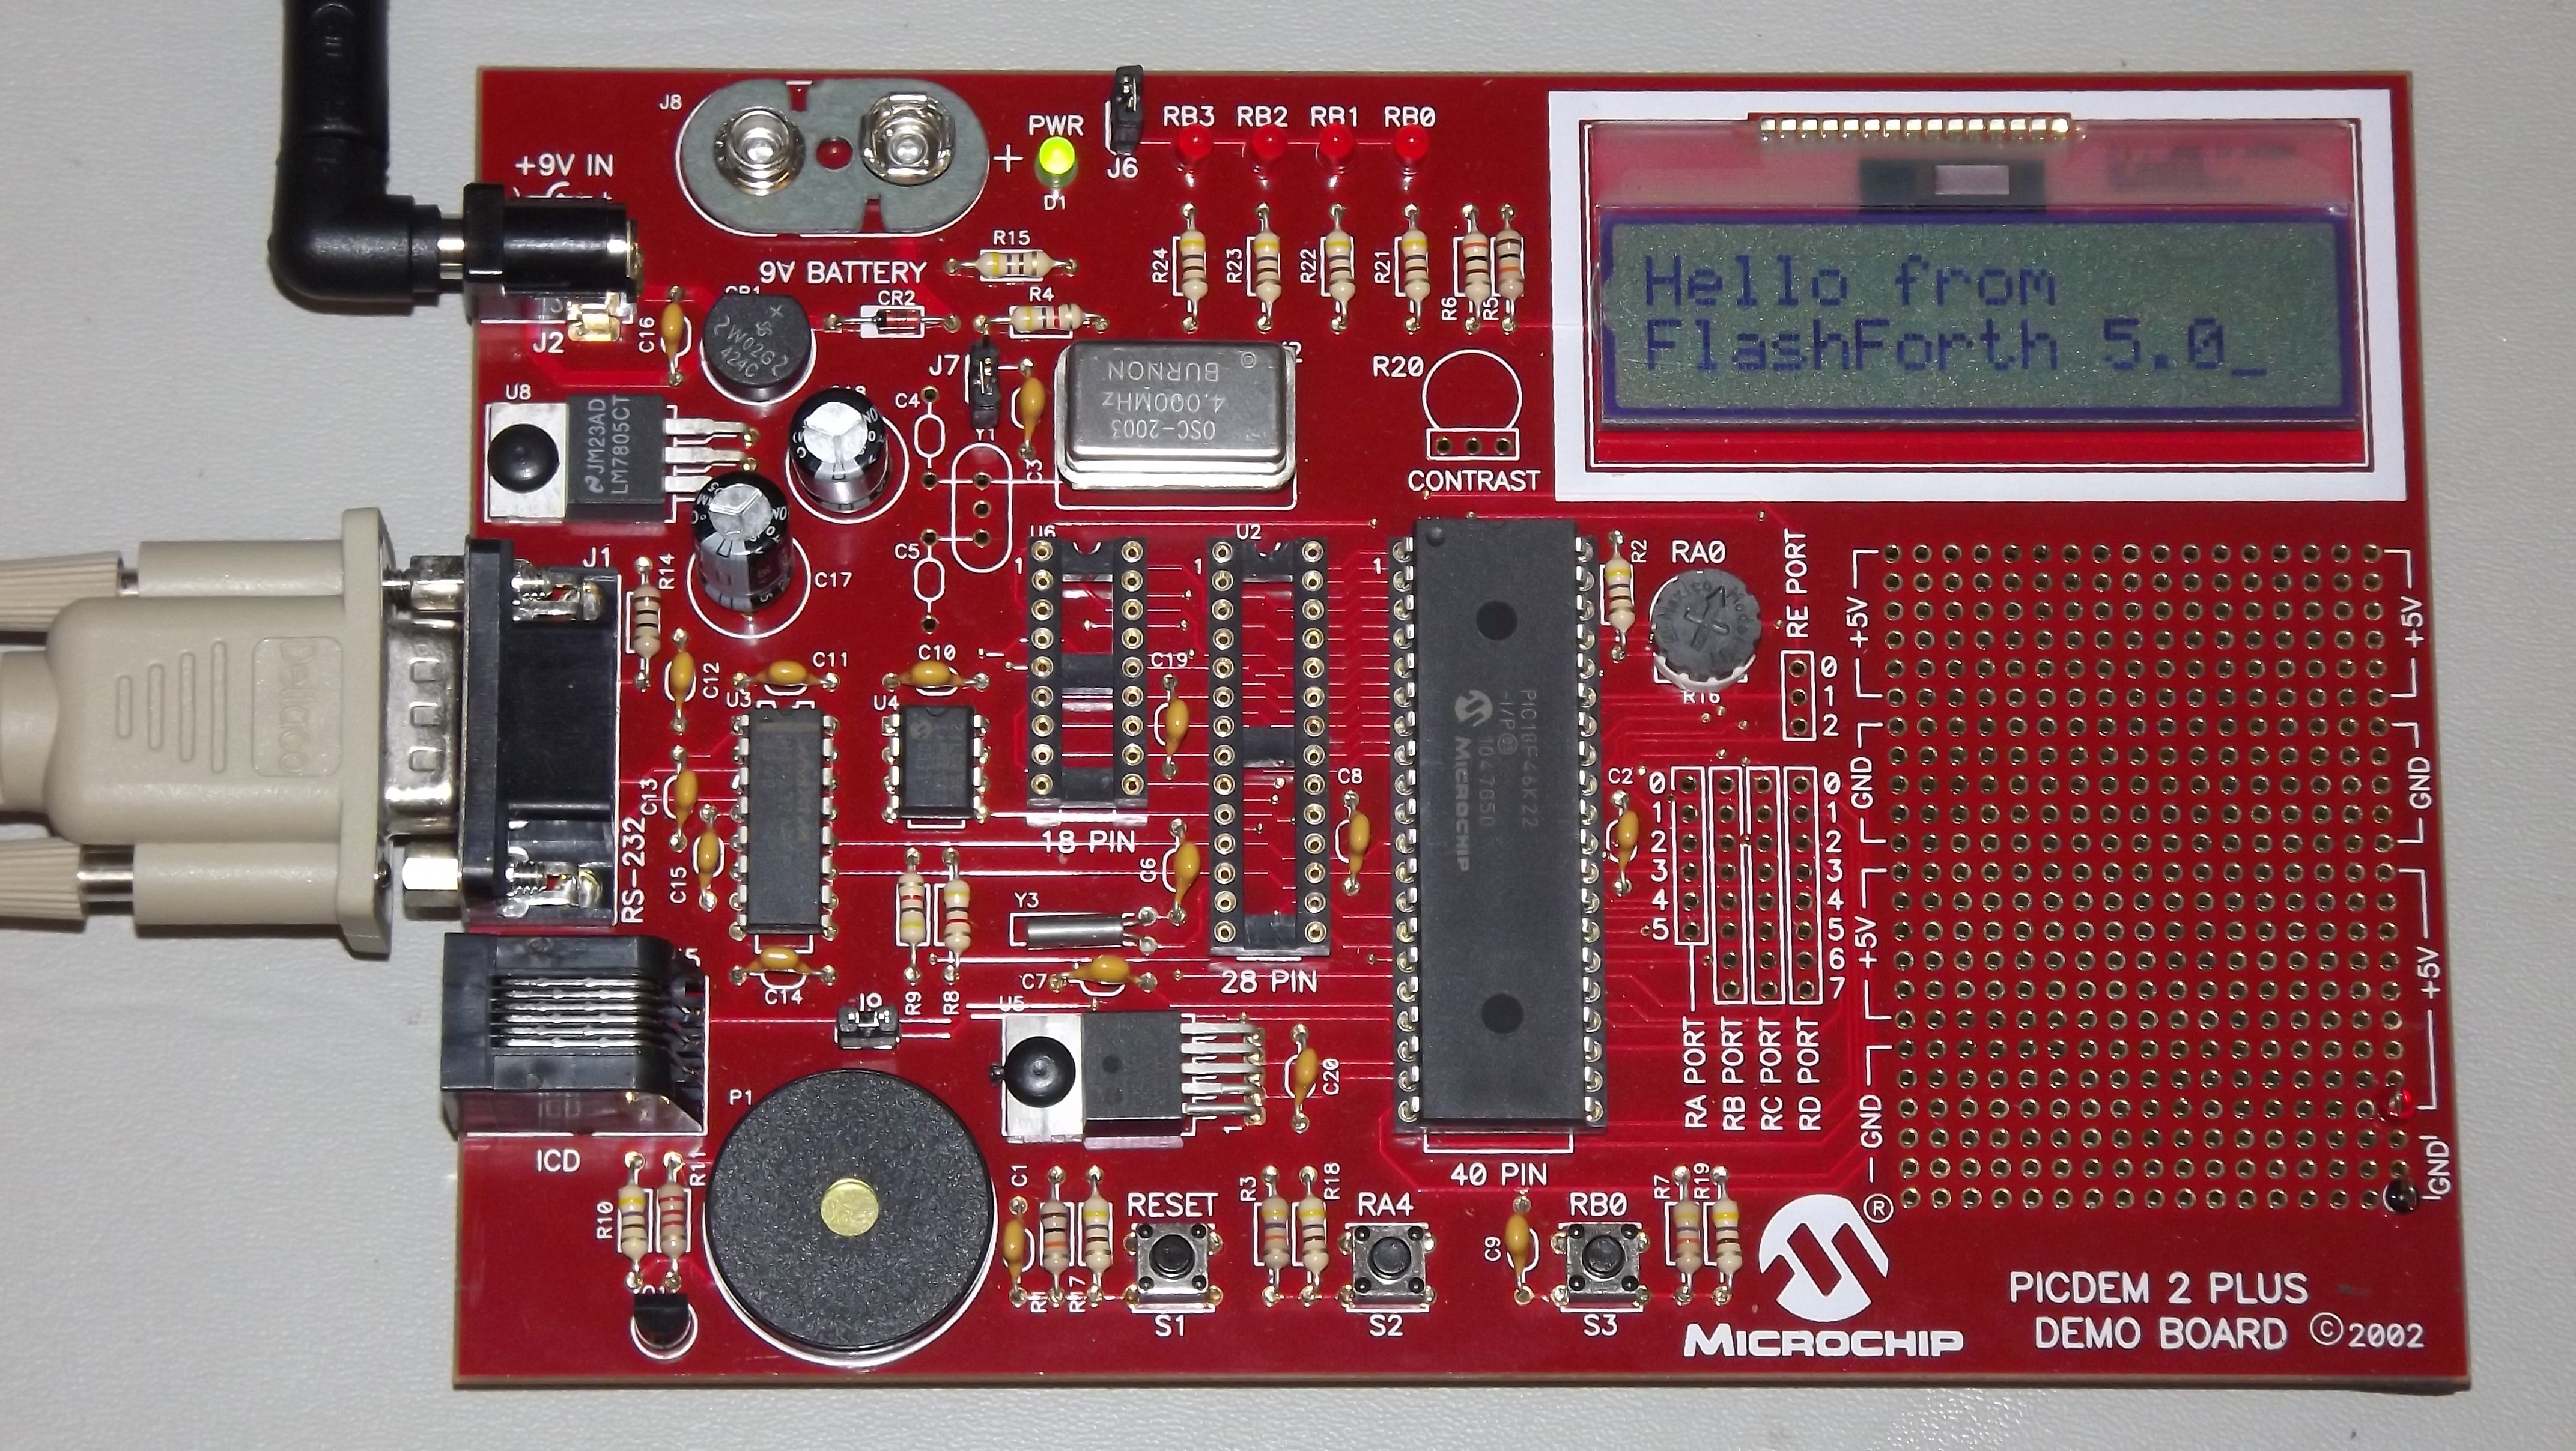 J8
+9V IN
PWR
+
D1
J6
RB3 RB2 RB1 RB0
R15
9V BATTERY
R24
R23
R22
R21
R6
R5
Hello from
FlashForth 5.0_
J2
C16
CR1
W02G
424C
CR2
R4
J7
U8
JM23AD
LM7805CT
C4
Y1
C3
©
BURNON
4.000MHz
OSC-2003
R20
CONTRAST
J1
R14
C17
C5
U6
1
U2
1
1
R2
RA0
R16
RE PORT
0
1
2
+5V
+5V
Deltaco
C12
C11
U3
C10
U4
C19
PIC18F46K22
MICROCHIP
GND
GND
C13
C15
RS-232
18 PIN
C6
C8
C2
0 0
1 1
2 2
3 3
4 4
5 5
6
7
RA PORT
RB PORT
RC PORT
RD PORT
+5V
+5V
Y3
C14
R9
R8
C7
28 PIN
U5
C20
1
ICD
P1
R10
R11
C1
R17
RESET
S1
R3
R18
RA4
S2
40 PIN
C9
RB0
S3
R7
R19
GND
GND
®
MICROCHIP
PICDEM 2 PLUS
DEMO BOARD ©2002